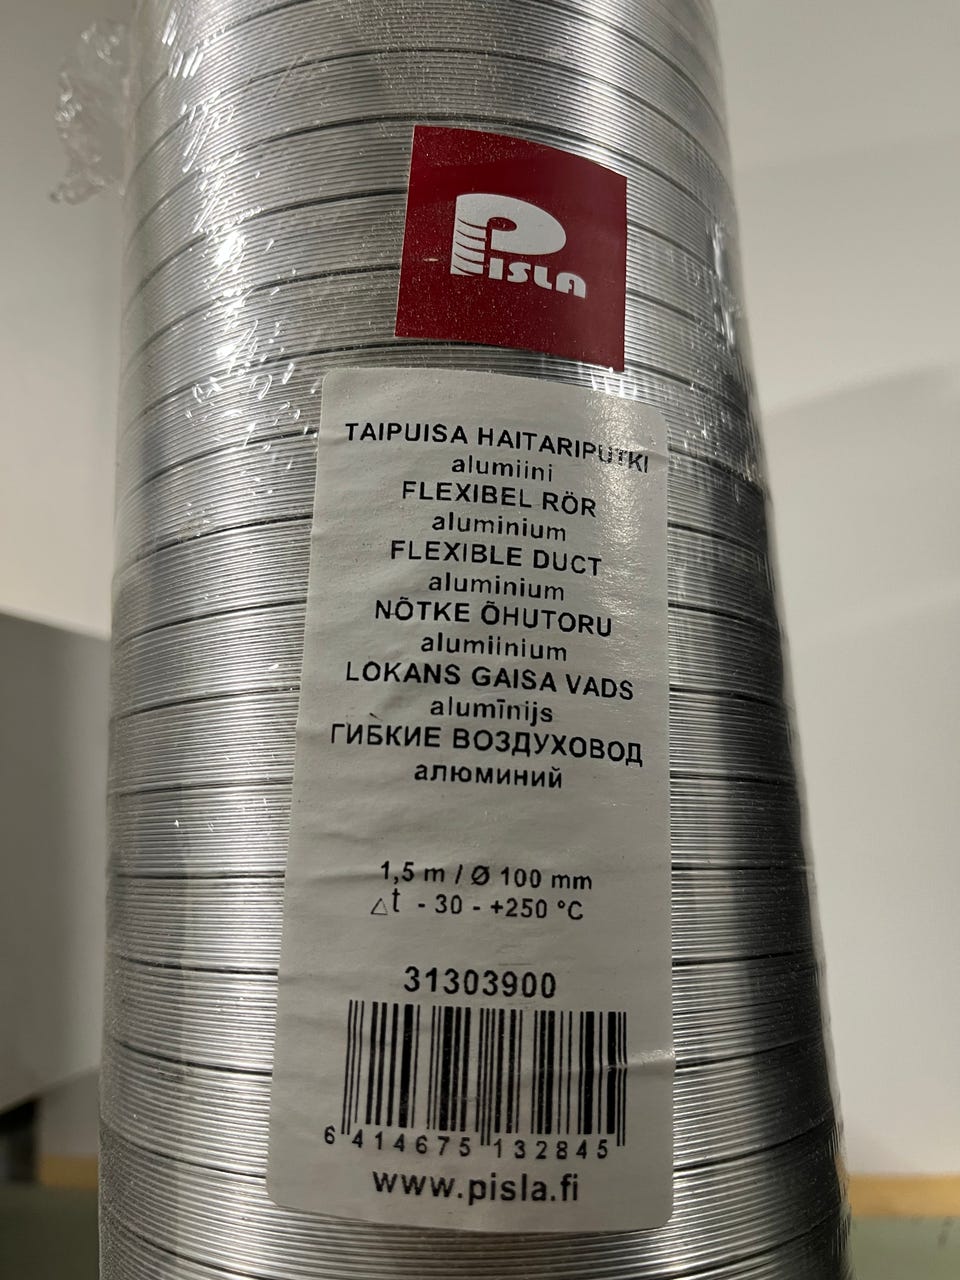 PISLA
TAIPUISA HAITARIPUTKI
alumiini
FLEXIBEL RÖR
aluminium
FLEXIBLE DUCT
aluminium
NÕTKE ÕHUTORU
alumiinium
LOKANS GAISA VADS
alumīnijs
ГИБКИЕ ВОЗДУХОВОД
алюминий
1,5 m / Ø 100 mm
△t - 30 - +250 °C
31303900
6 414675 132845
www.pisla.fi